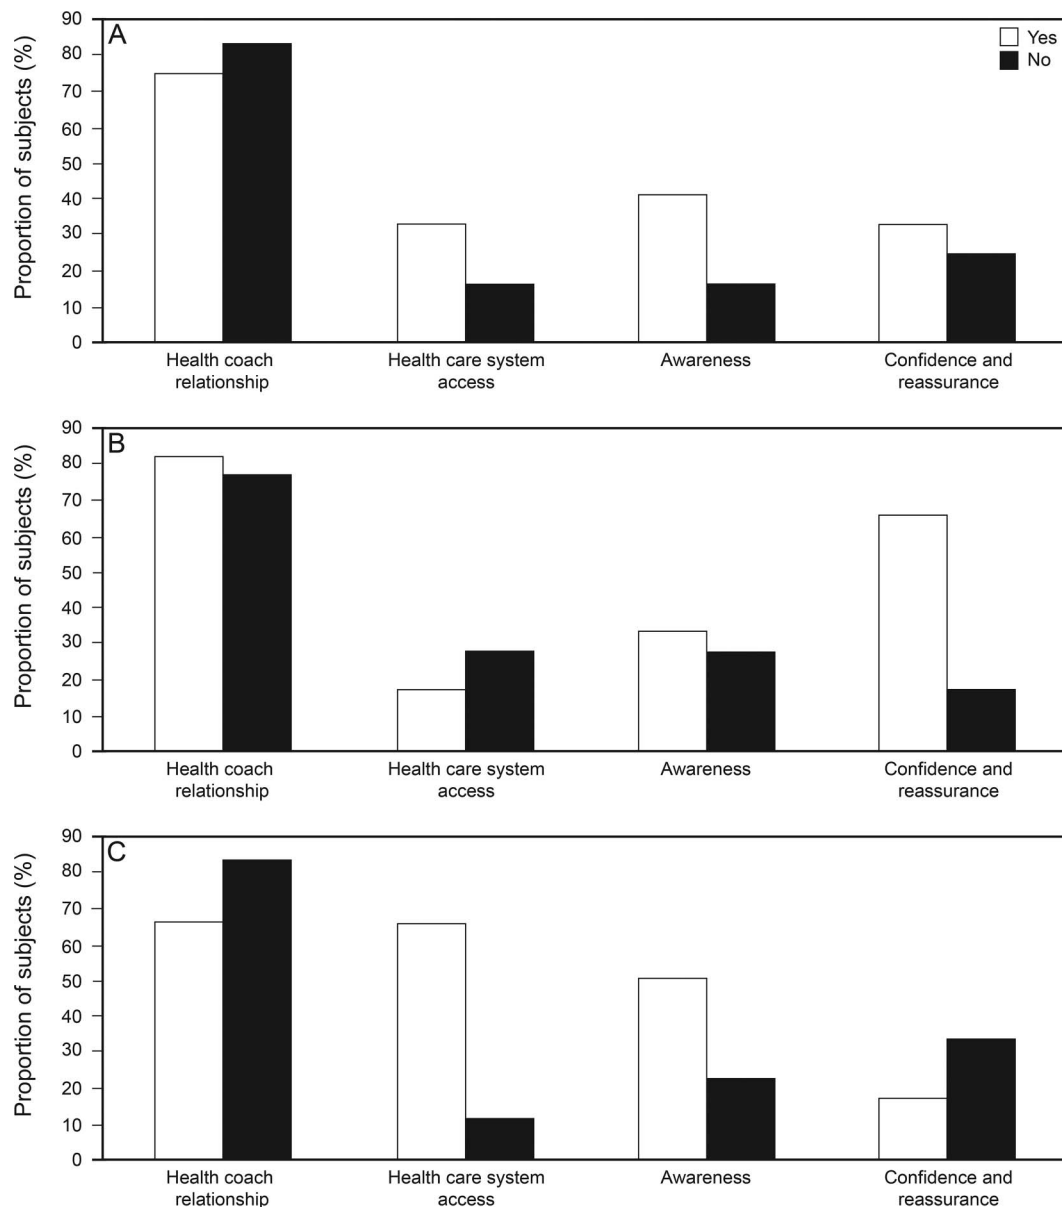 A
Yes
No
Proportion of subjects (%)
90
80
70
60
50
40
30
20
10
0
Health coach
relationship
Health care system
access
Awareness
Confidence and
reassurance
B
Proportion of subjects (%)
90
80
70
60
50
40
30
20
10
0
Health coach
relationship
Health care system
access
Awareness
Confidence and
reassurance
C
Proportion of subjects (%)
90
80
70
60
50
40
30
20
10
0
Health coach
relationship
Health care system
access
Awareness
Confidence and
reassurance